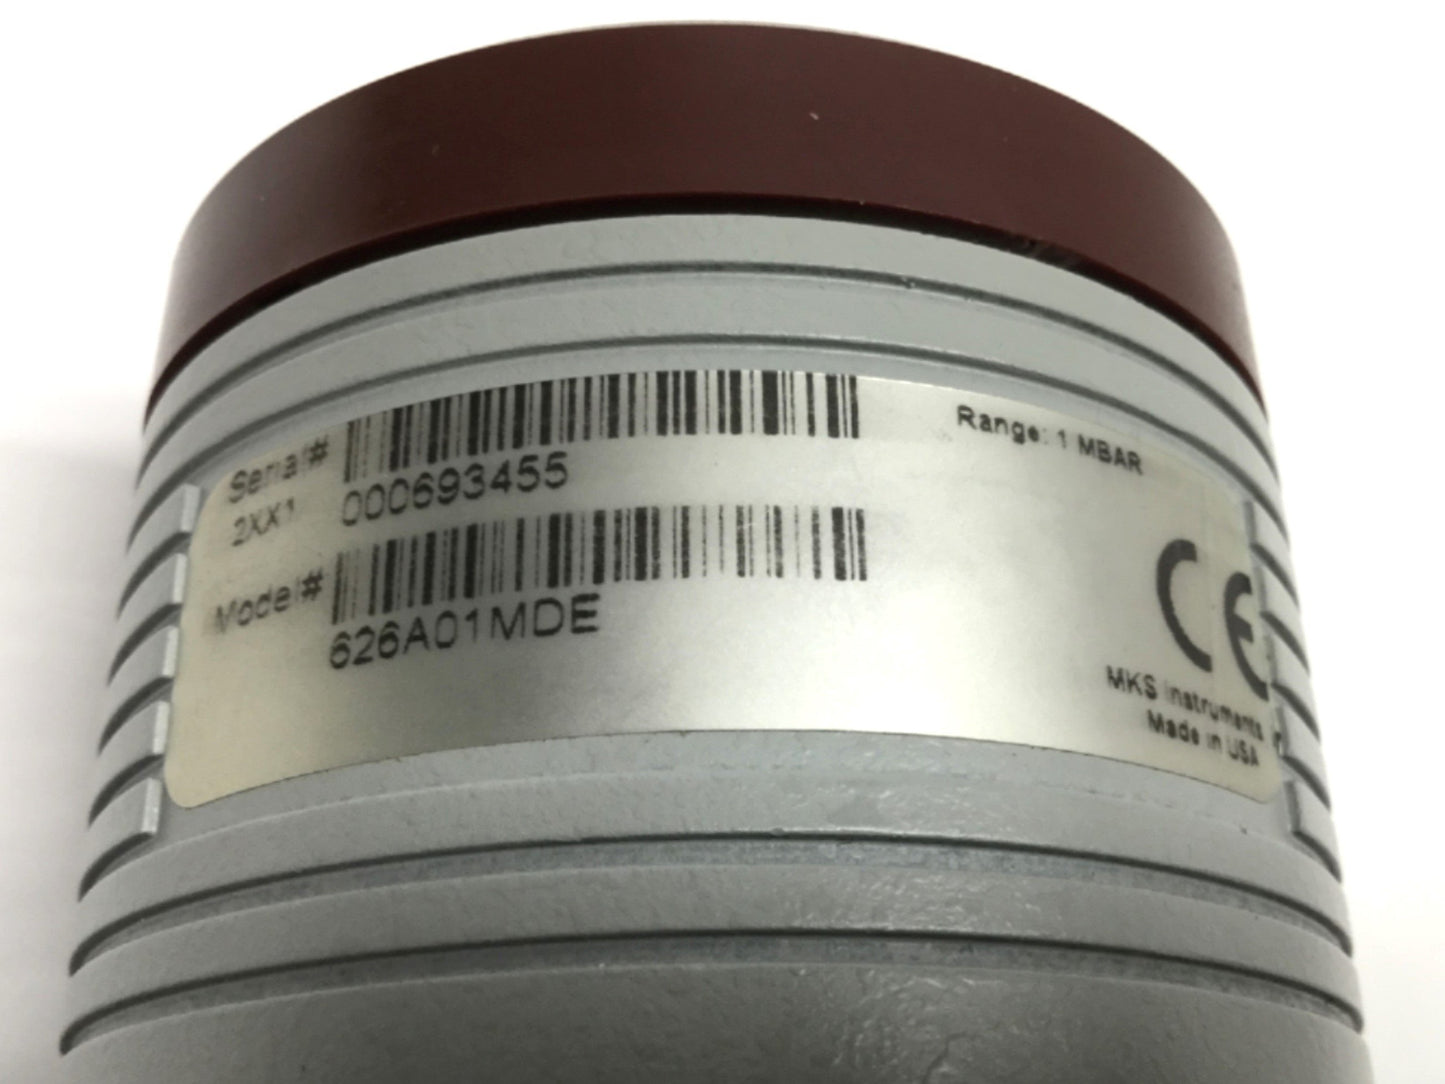 Serial#
000693455
2XX1
Model#
626A01MDE
Range: 1 MBAR
CE
MKS Instruments
Made in USA